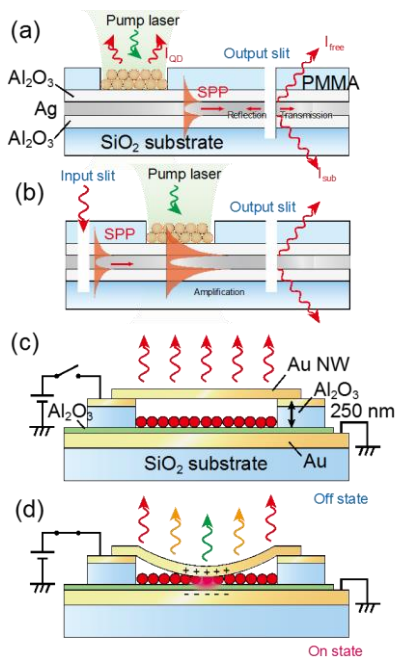 (a)
Pump laser
I_QD
Output slit
I_free
Al₂O₃
PMMA
SPP
Ag
Reflection
Transmission
Al₂O₃
SiO₂ substrate
I_sub
(b)
Input slit
Pump laser
Output slit
SPP
Amplification
(c)
Au NW
Al₂O₃
Al₂O₃
250 nm
SiO₂ substrate
Au
Off state
(d)
+ + + + +
- - - - -
On state